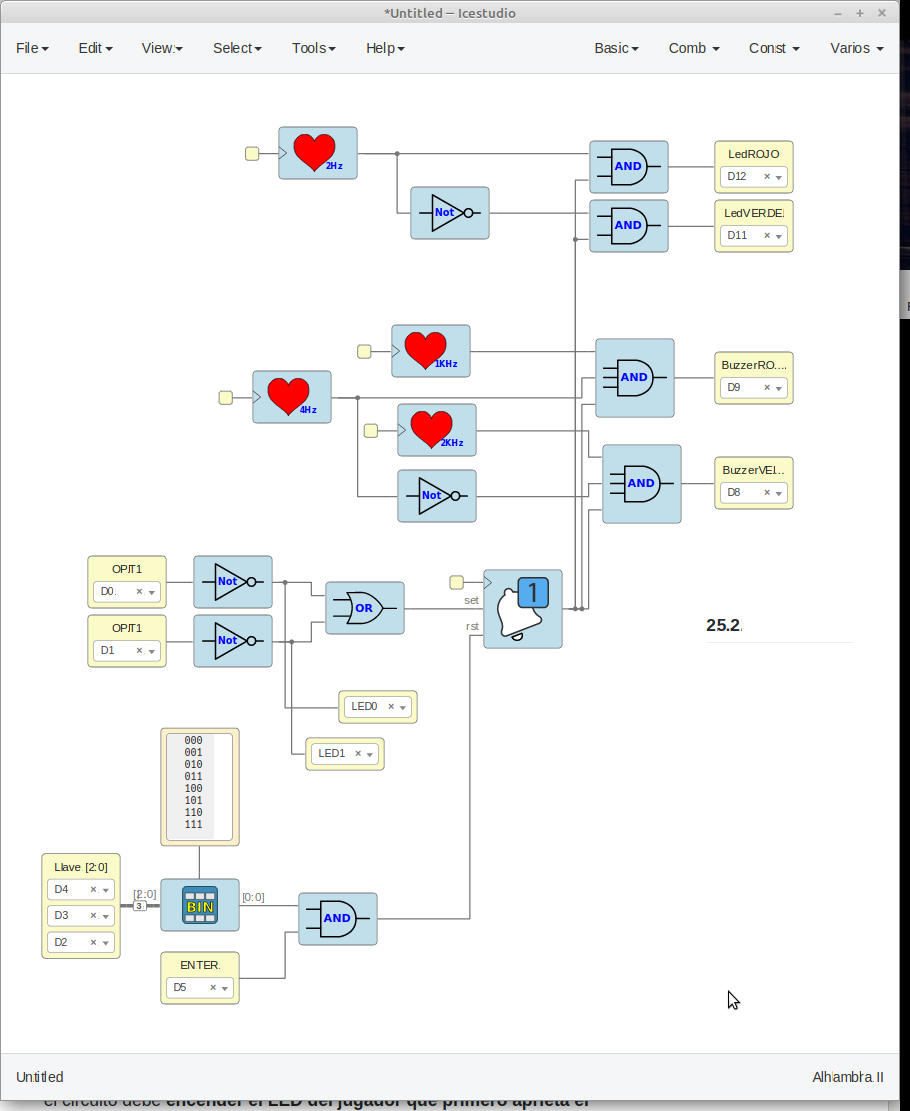 *Untitled – Icestudio
File Edit View Select Tools Help Basic Comb Const Varios
2Hz
AND
LedROJO
D12
Not
AND
LedVERDE
D11
1KHz
AND
BuzzerRO...
D9
4Hz
2KHz
AND
BuzzerVE...
D8
Not
OPIT1
D0
Not
OR
1
set
rst
OPIT1
D1
Not
25.2.
LED0
LED1
000
001
010
011
100
101
110
111
Llave [2:0]
D4
D3
D2
[2:0]
3
BIN
[0:0]
AND
ENTER
D5
Untitled
Alhambra II
el circuito debe encender el LED del jugador que primero aprieta el